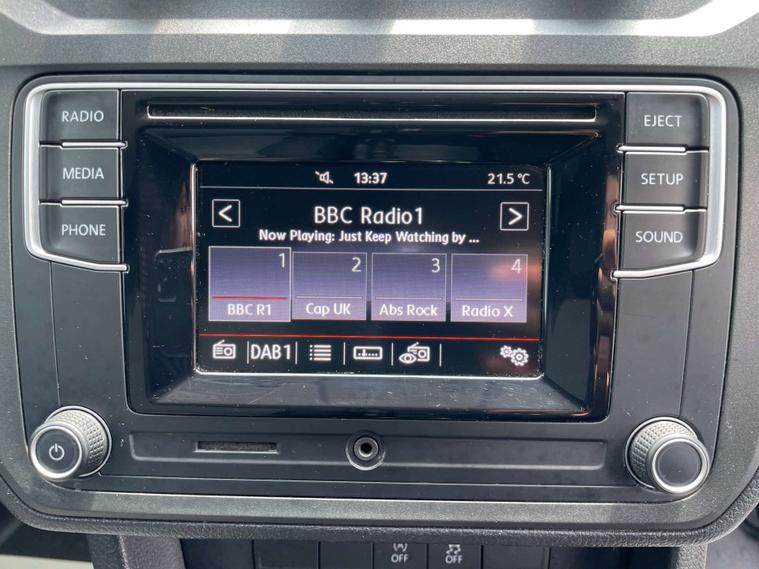 RADIO
MEDIA
PHONE
EJECT
SETUP
SOUND
13:37 21.5 °C
< BBC Radio1 >
Now Playing: Just Keep Watching by ...
1 2 3 4
BBC R1 Cap UK Abs Rock Radio X
DAB1
OFF OFF